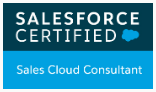 SALESFORCE
CERTIFIED
Sales Cloud Consultant